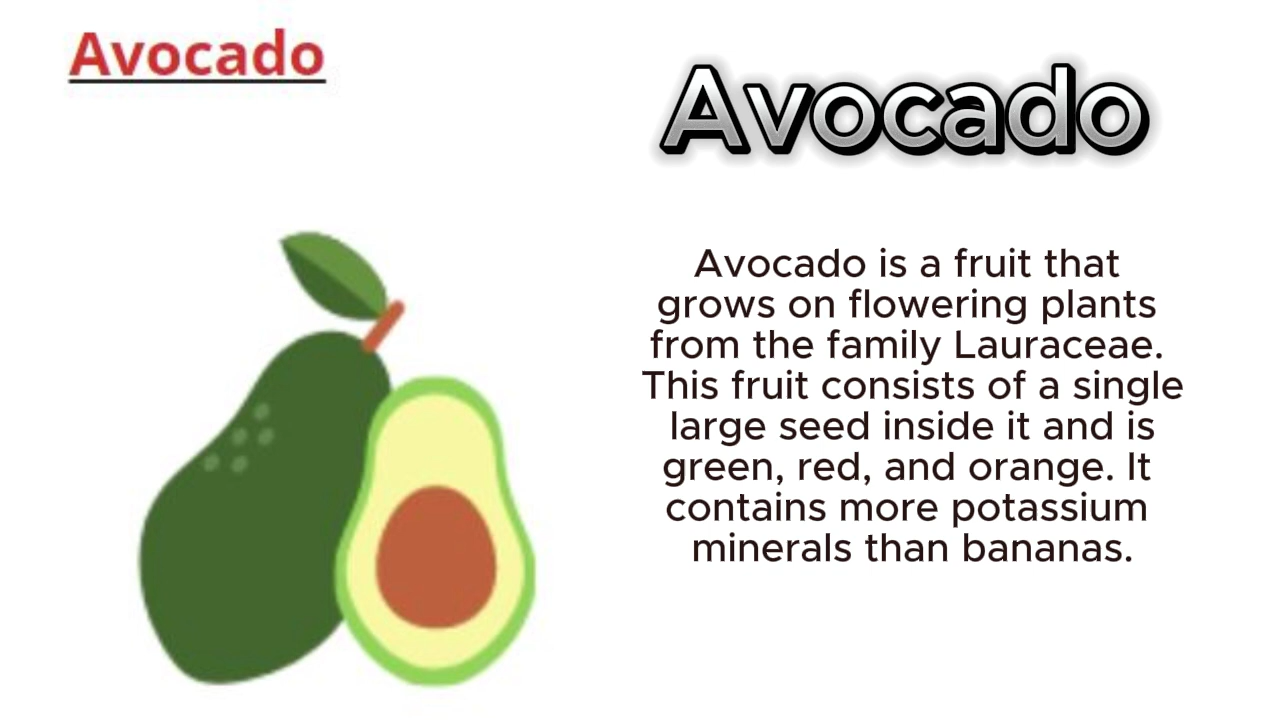 Avocado
Avocado
Avocado is a fruit that
grows on flowering plants
from the family Lauraceae.
This fruit consists of a single
large seed inside it and is
green, red, and orange. It
contains more potassium
minerals than bananas.